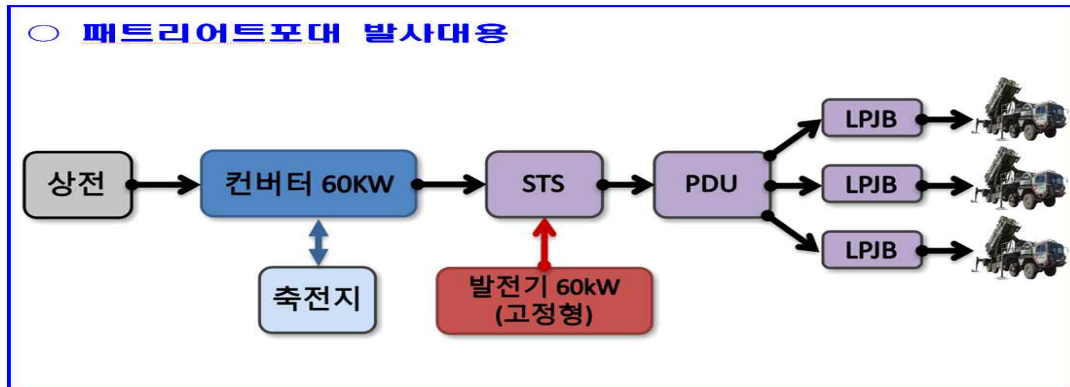 ○ 패트리어트포대 발사대용
상전
컨버터 60KW
STS
PDU
LPJB
LPJB
LPJB
축전지
발전기 60kW
(고정형)